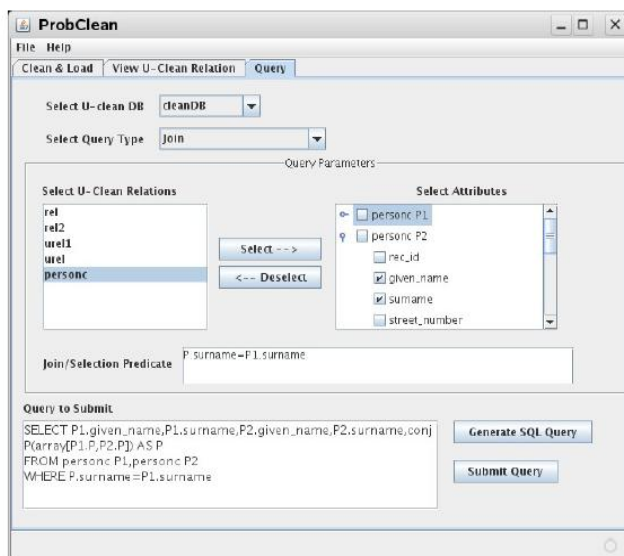 ProbClean
File Help
Clean & Load View U-Clean Relation Query
Select U-clean DB cleanDB
Select Query Type Join
Query Parameters
Select U-Clean Relations Select Attributes
rel
rel2
urel1
urel
personc
Select -->
<-- Deselect
personc P1
personc P2
rec_id
given_name
surname
street_number
Join/Selection Predicate P.surname=P1.surname
Query to Submit
SELECT P1.given_name,P1.surname,P2.given_name,P2.surname,conj
P(array[P1.P,P2.P]) AS P
FROM personc P1,personc P2
WHERE P.surname=P1.surname
Generate SQL Query
Submit Query